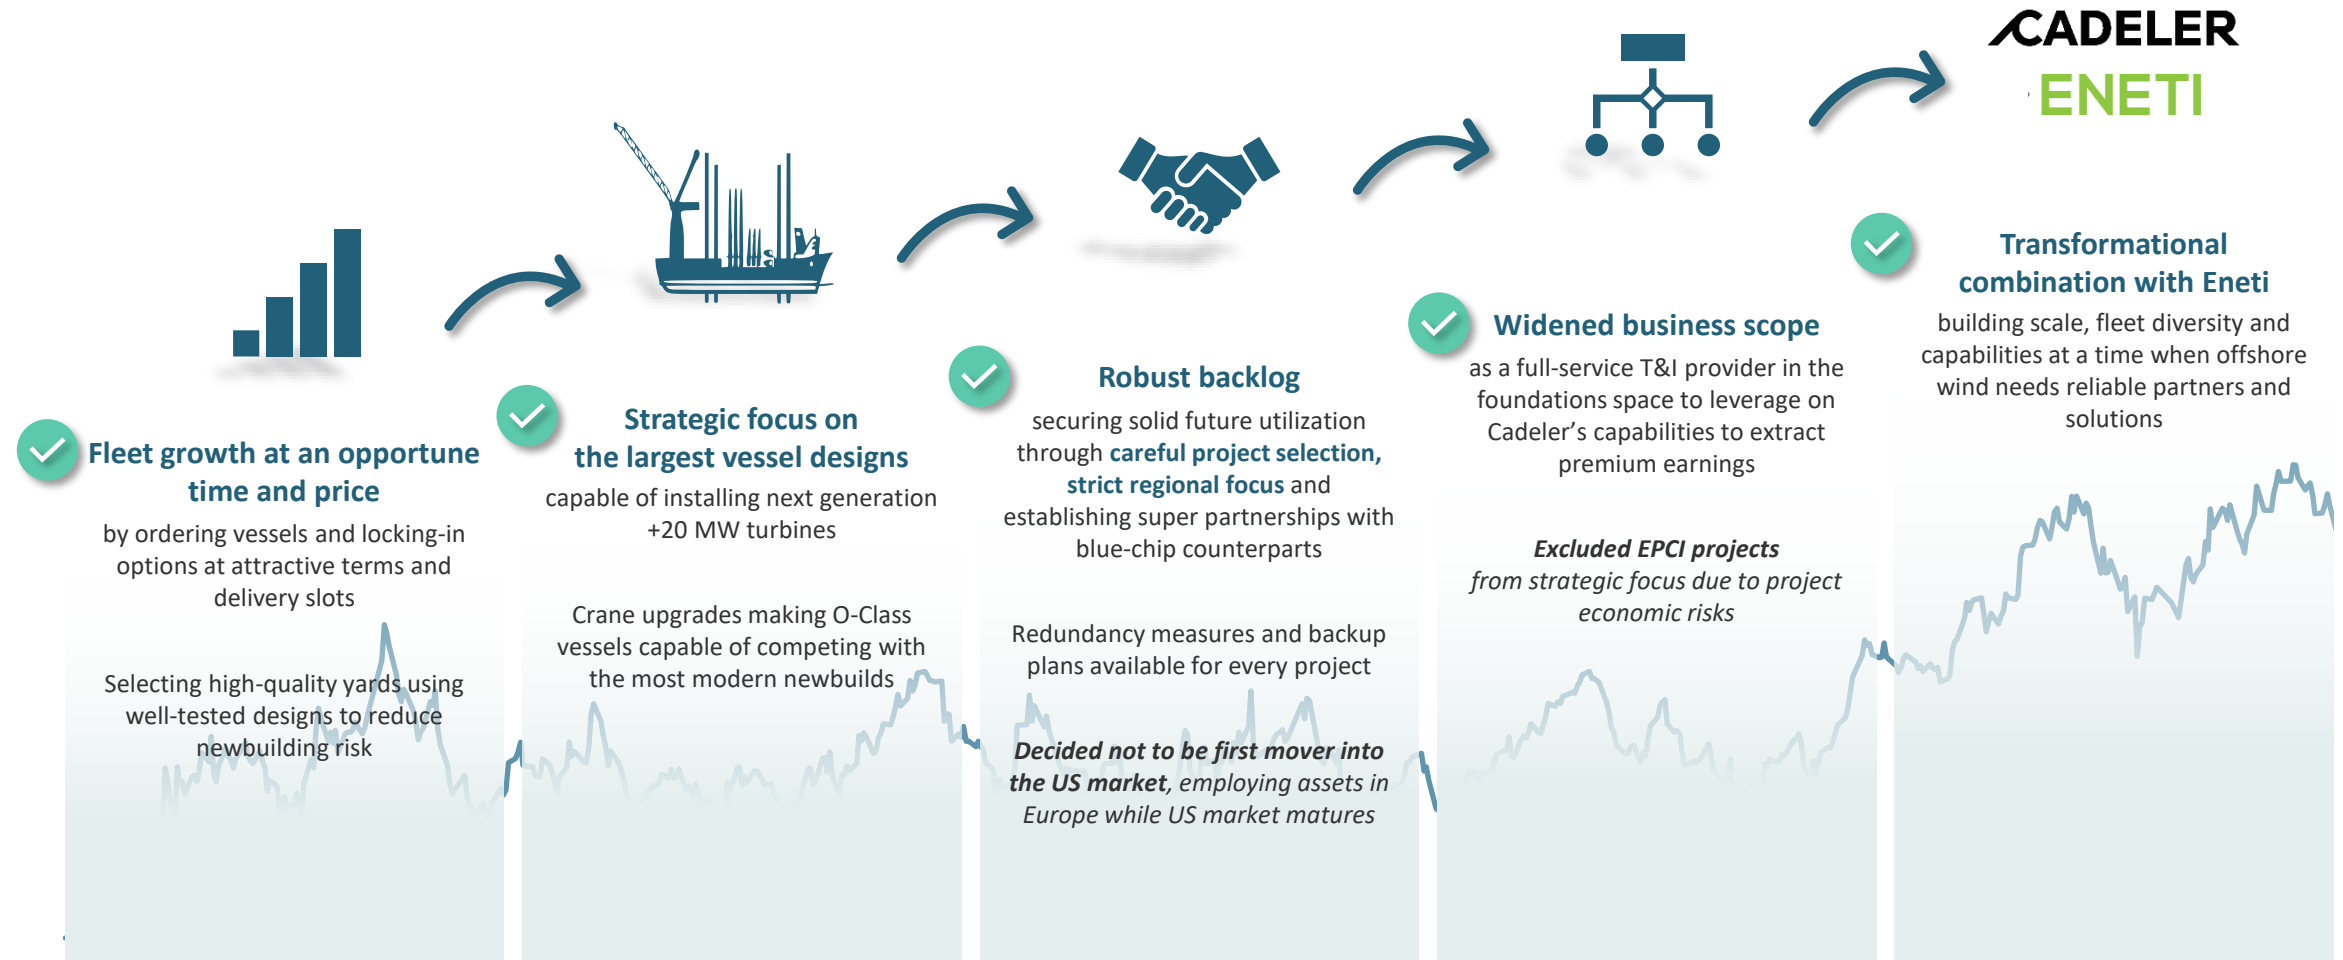 Fleet growth at an opportune
time and price
by ordering vessels and locking-in
options at attractive terms and
delivery slots
Selecting high-quality yards using
well-tested designs to reduce
newbuilding risk
Strategic focus on
the largest vessel designs
capable of installing next generation
+20 MW turbines
Crane upgrades making O-Class
vessels capable of competing with
the most modern newbuilds
Robust backlog
securing solid future utilization
through careful project selection,
strict regional focus and
establishing super partnerships with
blue-chip counterparts
Redundancy measures and backup
plans available for every project
Decided not to be first mover into
the US market, employing assets in
Europe while US market matures
Widened business scope
as a full-service T&I provider in the
foundations space to leverage on
Cadeler’s capabilities to extract
premium earnings
Excluded EPCI projects
from strategic focus due to project
economic risks
CADELER
ENETI
Transformational
combination with Eneti
building scale, fleet diversity and
capabilities at a time when offshore
wind needs reliable partners and
solutions